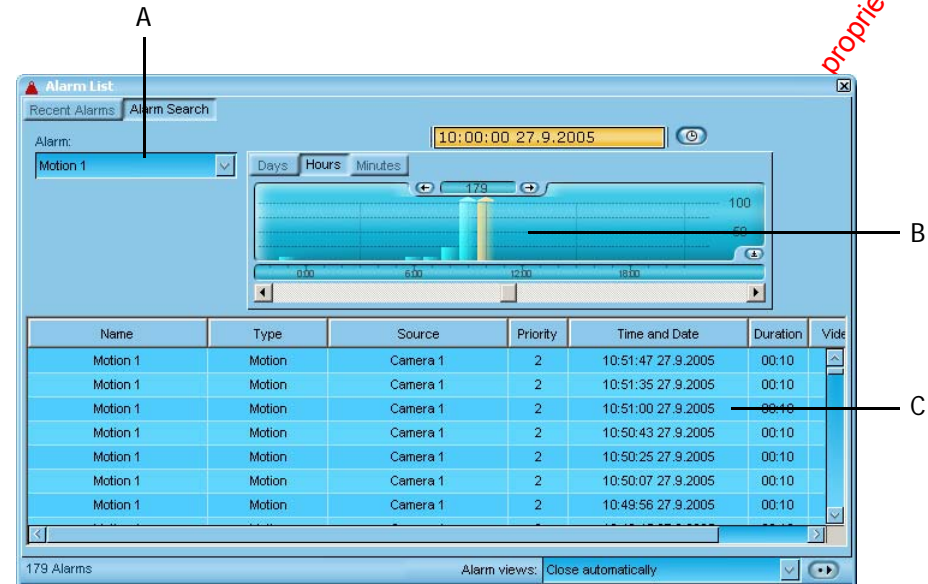 A
proprie
Alarm List
Recent Alarms Alarm Search
Alarm:
Motion 1
10:00:00 27.9.2005
Days Hours Minutes
179
100
50
B
0:00 6:00 12:00 18:00
Name Type Source Priority Time and Date Duration Vide
Motion 1 Motion Camera 1 2 10:51:47 27.9.2005 00:10
Motion 1 Motion Camera 1 2 10:51:35 27.9.2005 00:10
Motion 1 Motion Camera 1 2 10:51:00 27.9.2005 00:10
C
Motion 1 Motion Camera 1 2 10:50:43 27.9.2005 00:10
Motion 1 Motion Camera 1 2 10:50:25 27.9.2005 00:10
Motion 1 Motion Camera 1 2 10:50:07 27.9.2005 00:10
Motion 1 Motion Camera 1 2 10:49:56 27.9.2005 00:10
179 Alarms
Alarm views: Close automatically